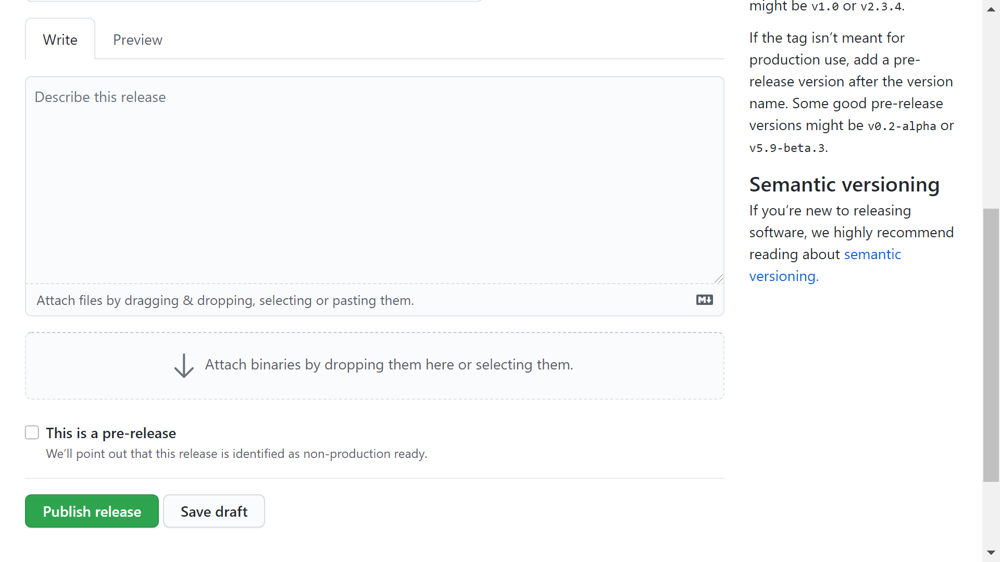 might be v1.0 or v2.3.4.
Write
Preview
If the tag isn’t meant for
production use, add a pre-
release version after the version
name. Some good pre-release
versions might be v0.2-alpha or
v5.9-beta.3.
Describe this release
Semantic versioning
If you’re new to releasing
software, we highly recommend
reading about semantic
versioning.
Attach files by dragging & dropping, selecting or pasting them.
M
Attach binaries by dropping them here or selecting them.
This is a pre-release
We’ll point out that this release is identified as non-production ready.
Publish release
Save draft